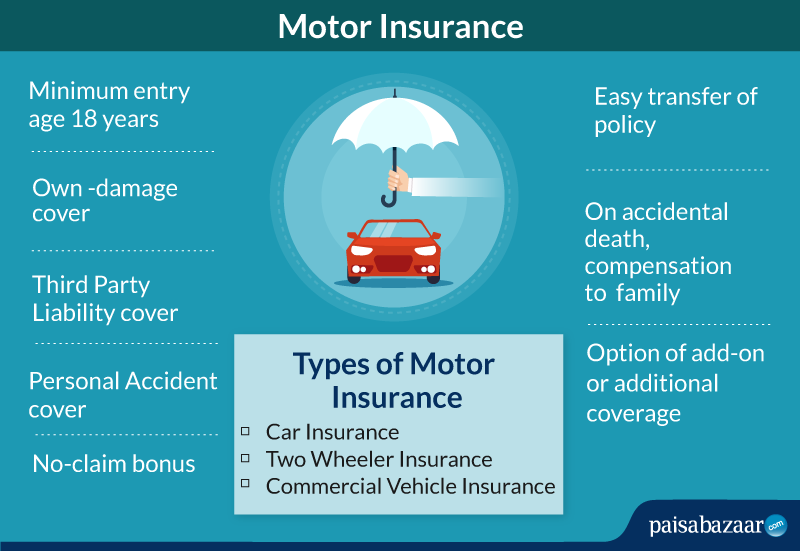 Motor Insurance
Minimum entry
age 18 years
Own -damage
cover
Third Party
Liability cover
Personal Accident
cover
No-claim bonus
Types of Motor
Insurance
Car Insurance
Two Wheeler Insurance
Commercial Vehicle Insurance
Easy transfer of
policy
On accidental
death,
compensation
to family
Option of add-on
or additional
coverage
paisabazaar.com